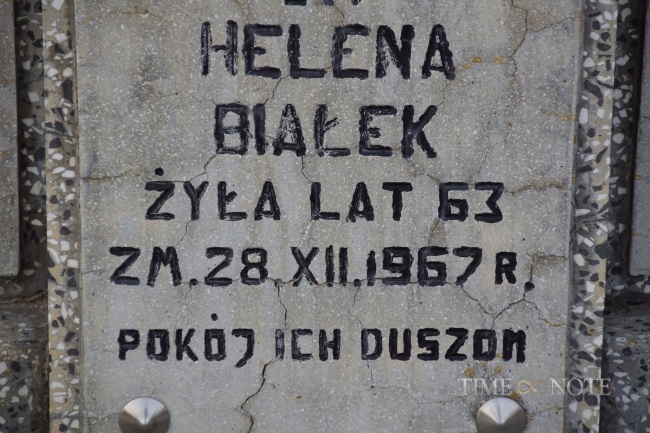 HELENA
BIAŁEK
ŻYŁA LAT 63
ZM. 28. XII. 1967 R.
POKÓJ ICH DUSZOM
TIME NOTE